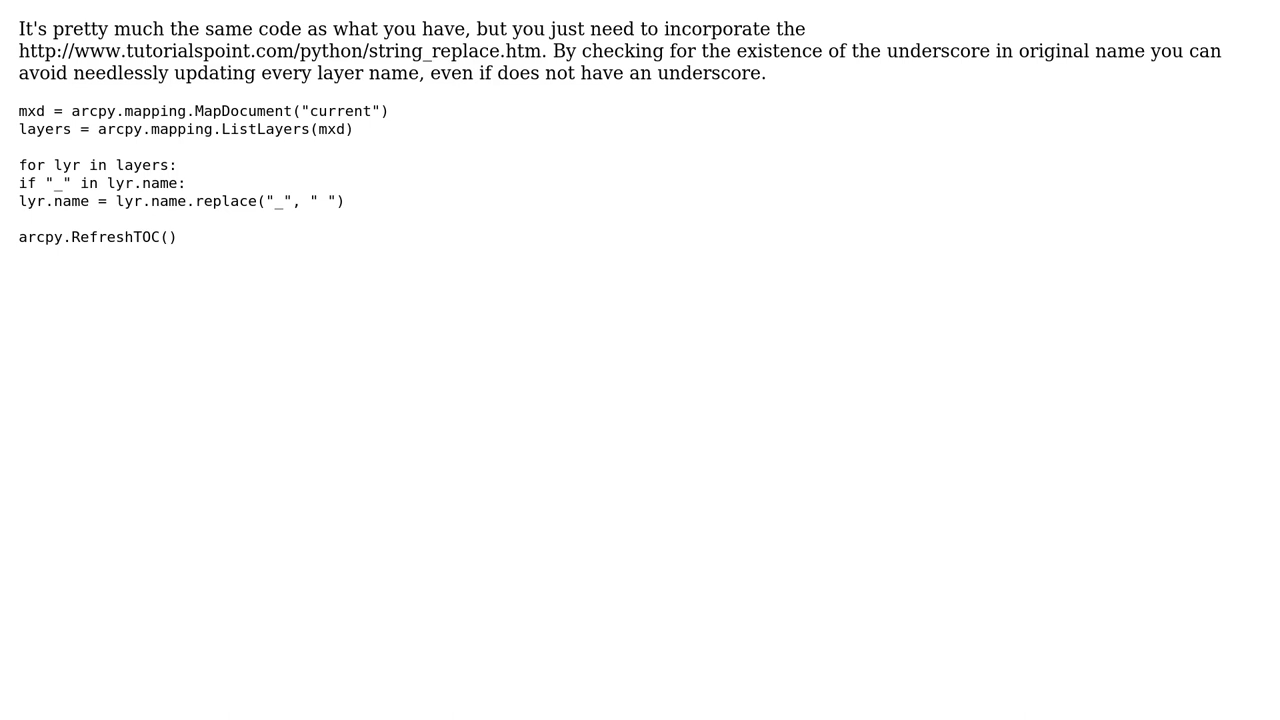 It's pretty much the same code as what you have, but you just need to incorporate the
http://www.tutorialspoint.com/python/string_replace.htm. By checking for the existence of the underscore in original name you can
avoid needlessly updating every layer name, even if does not have an underscore.
mxd = arcpy.mapping.MapDocument("current")
layers = arcpy.mapping.ListLayers(mxd)
for lyr in layers:
if "_" in lyr.name:
lyr.name = lyr.name.replace("_", " ")
arcpy.RefreshTOC()